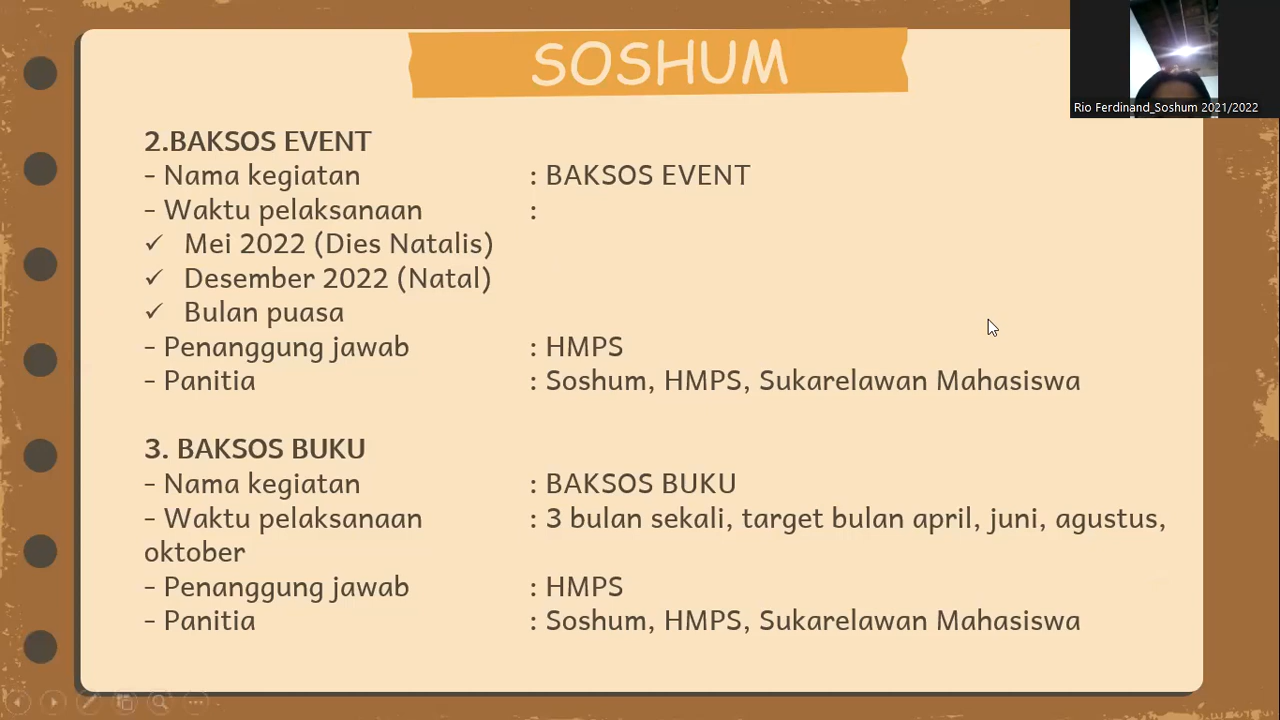 SOSHUM
Rio Ferdinand_Soshum 2021/2022
2.BAKSOS EVENT
- Nama kegiatan : BAKSOS EVENT
- Waktu pelaksanaan :
✓ Mei 2022 (Dies Natalis)
✓ Desember 2022 (Natal)
✓ Bulan puasa
- Penanggung jawab : HMPS
- Panitia : Soshum, HMPS, Sukarelawan Mahasiswa
3. BAKSOS BUKU
- Nama kegiatan : BAKSOS BUKU
- Waktu pelaksanaan : 3 bulan sekali, target bulan april, juni, agustus,
oktober
- Penanggung jawab : HMPS
- Panitia : Soshum, HMPS, Sukarelawan Mahasiswa